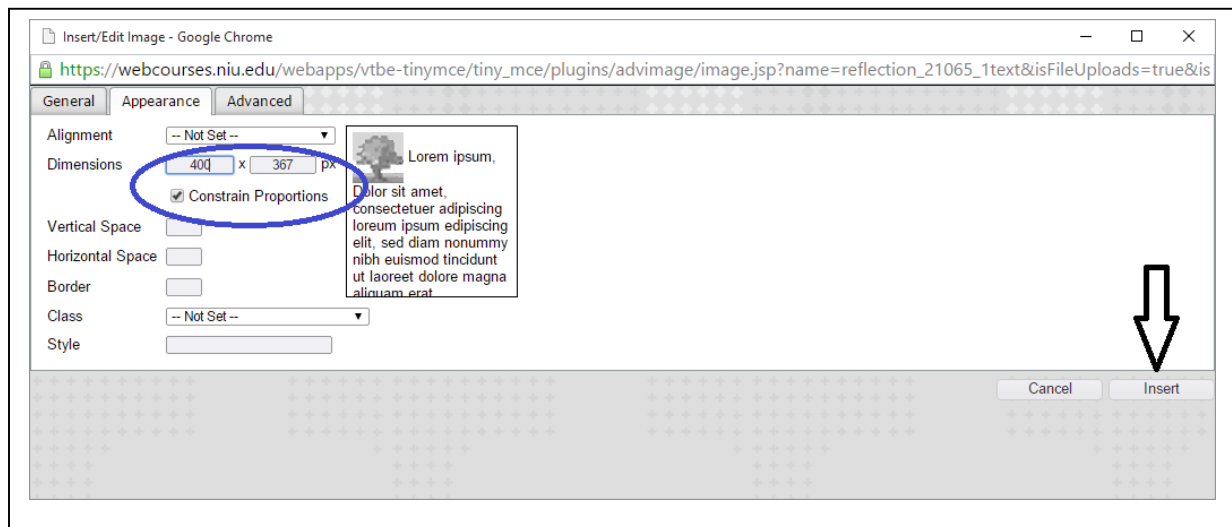 Insert/Edit Image - Google Chrome
https://webcourses.niu.edu/webapps/vtbe-tinymce/tiny_mce/plugins/advimage/image.jsp?name=reflection_21065_1text&isFileUploads=true&is
General Appearance Advanced
Alignment -- Not Set --
Dimensions 400 x 367 px
Constrain Proportions
Vertical Space
Horizontal Space
Border
Class -- Not Set --
Style
Lorem ipsum,
Dolor sit amet,
consectetuer adipiscing
loreum ipsum edipiscing
elit, sed diam nonummy
nibh euismod tincidunt
ut laoreet dolore magna
aliquam erat
Cancel Insert